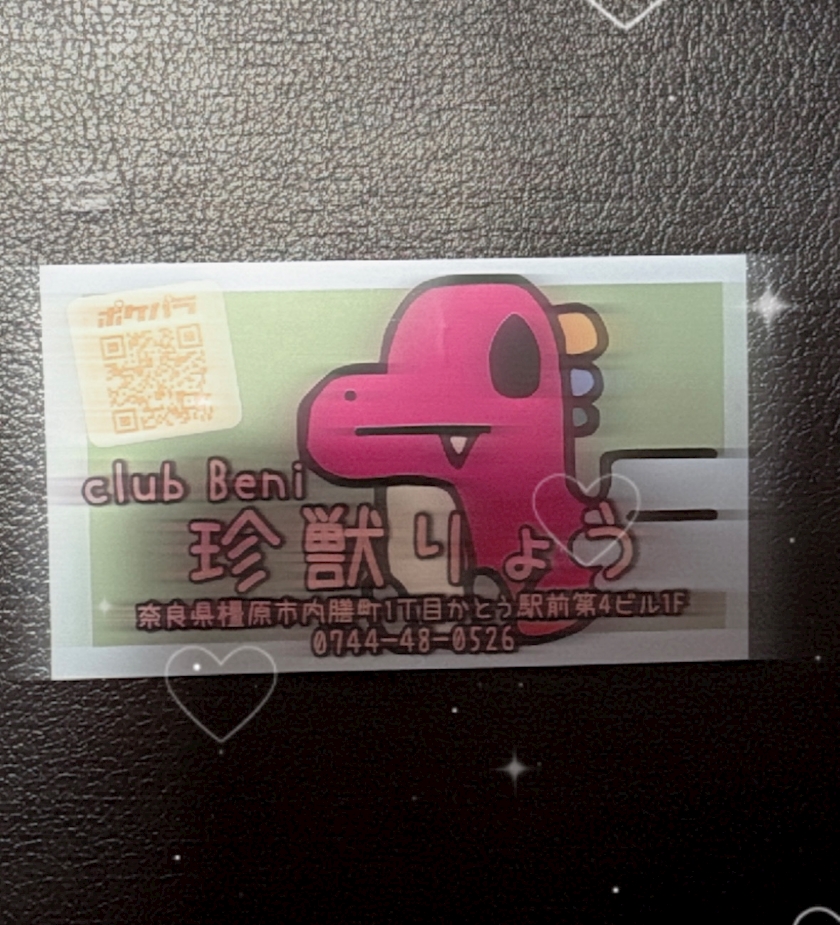 ポケパラ
club Beni
珍獣りょう
奈良県橿原市内膳町1丁目かとう駅前第4ビル1F
0744-48-0526